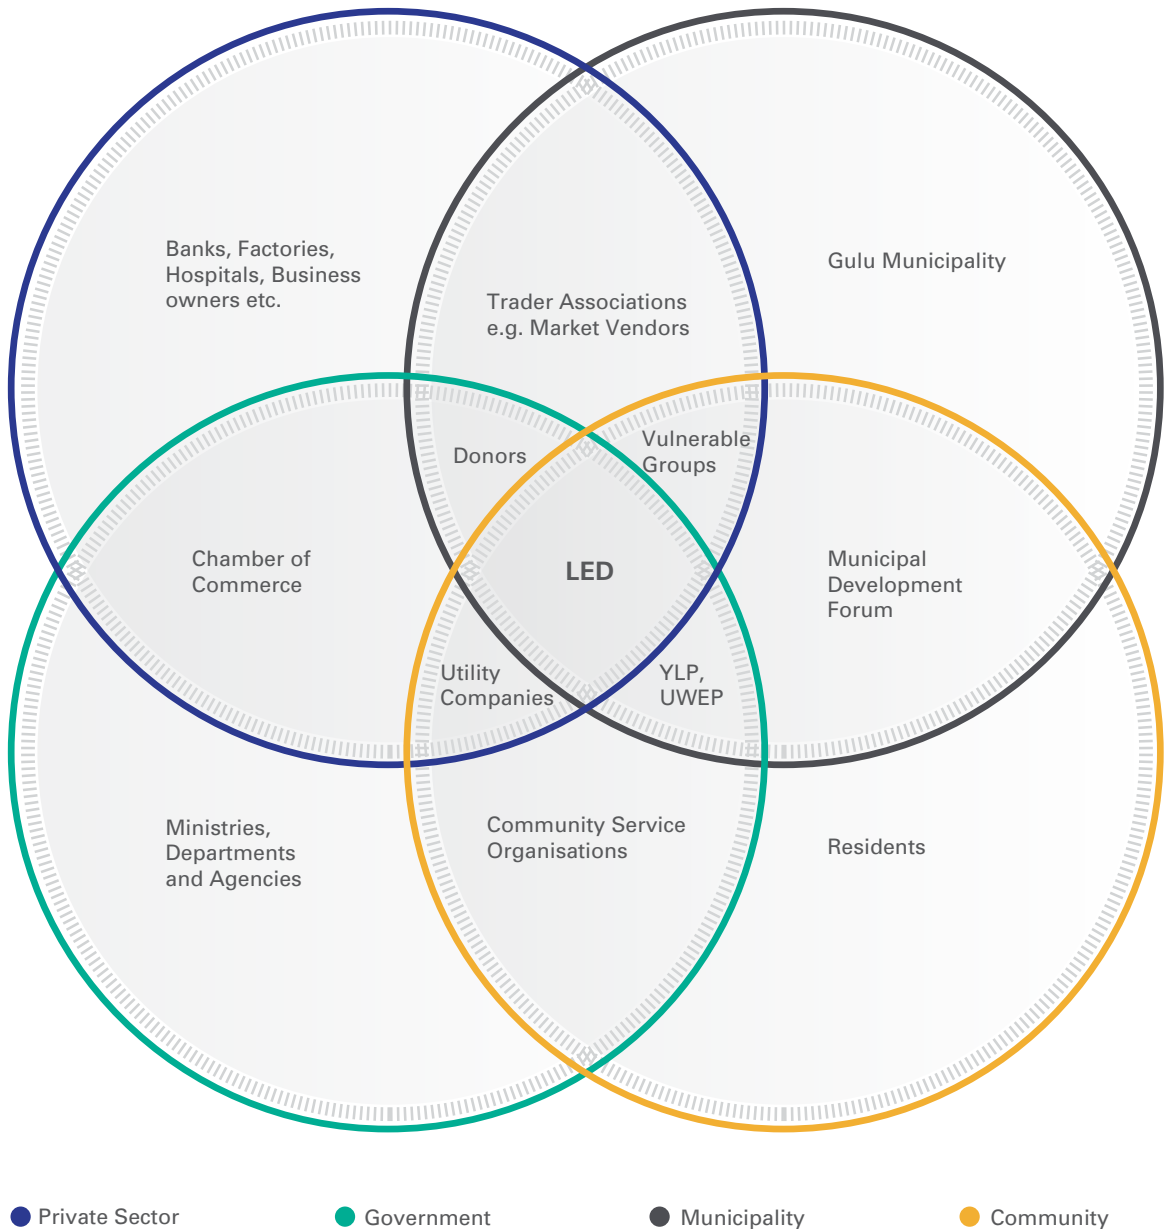 Banks, Factories,
Hospitals, Business
owners etc.
Gulu Municipality
Trader Associations
e.g. Market Vendors
Donors
Vulnerable
Groups
Chamber of
Commerce
LED
Municipal
Development
Forum
Utility
Companies
YLP,
UWEP
Ministries,
Departments
and Agencies
Community Service
Organisations
Residents
Private Sector
Government
Municipality
Community